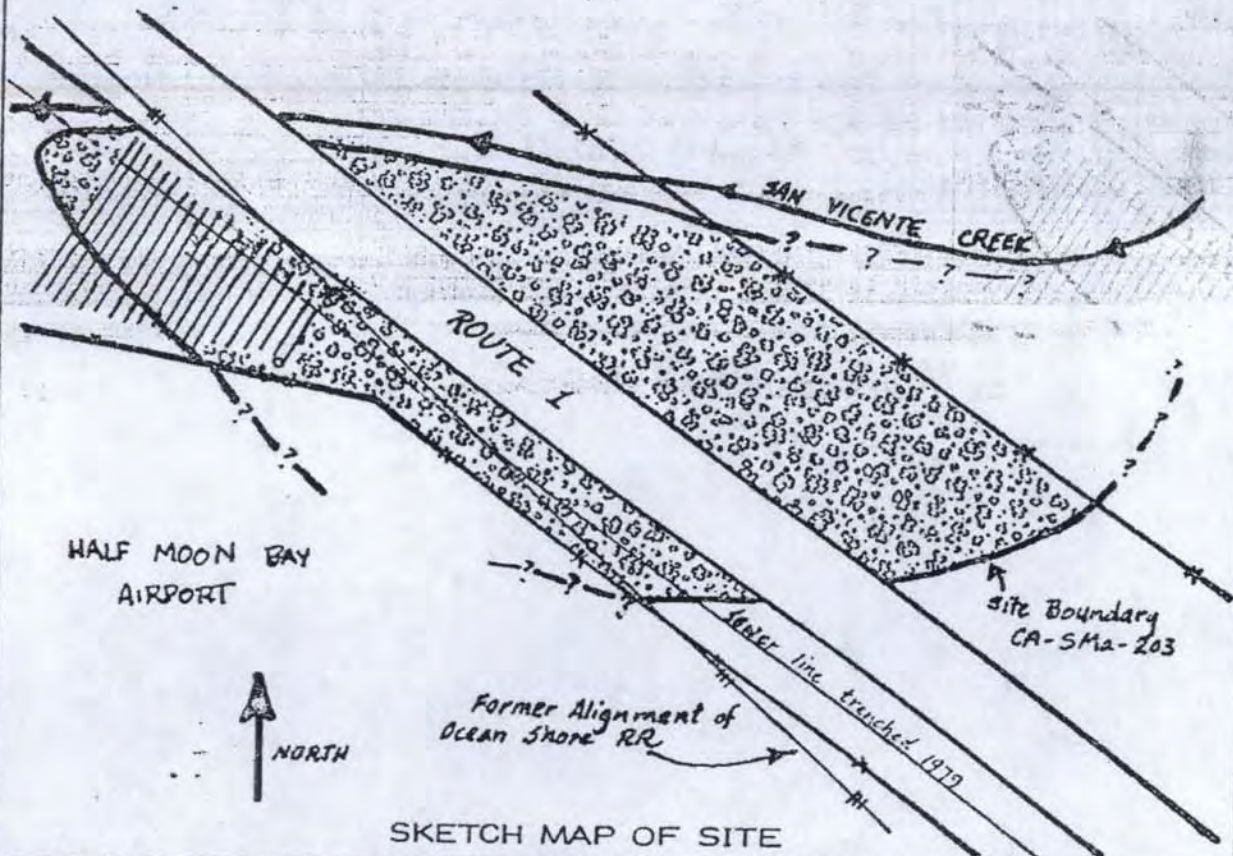 SAN VICENTE CREEK
? ? ?
ROUTE 1
?
?
?
?
HALF MOON BAY
AIRPORT
? ?
?
site Boundary
CA-SMa-203
sewer line trenched 1979
Former Alignment of
Ocean Shore RR
NORTH
SKETCH MAP OF SITE